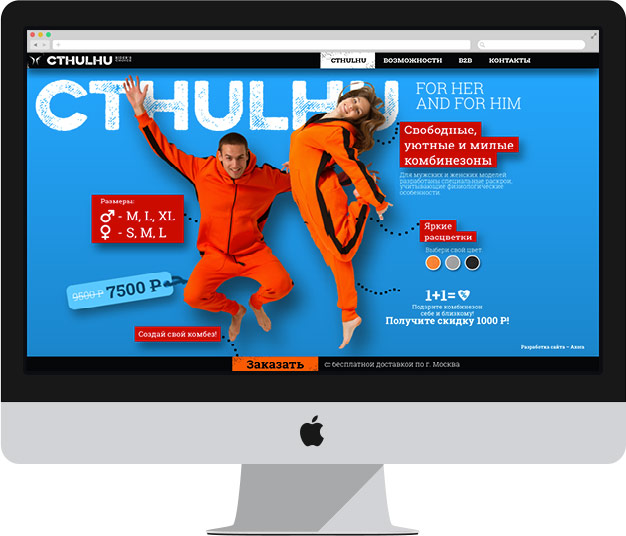 CTHULHU RIDER'S
CTHULHU ВОЗМОЖНОСТИ B2B КОНТАКТЫ
CTHULHU
FOR HER
AND FOR HIM
Свободные,
уютные и милые
комбинезоны
Для мужских и женских моделей
разработаны специальные раскрои,
учитывающие физиологические
особенности.
Размеры:
♂ - M, L, XL
♀ - S, M, L
Яркие
расцветки
Выбери свой цвет
9500 ₽ 7500 ₽
1+1=
Подарите комбинезон
себе и близкому!
Получите скидку 1000 ₽!
Создай свой комбез!
Разработка сайта –
Заказать с бесплатной доставкой по г. Москва